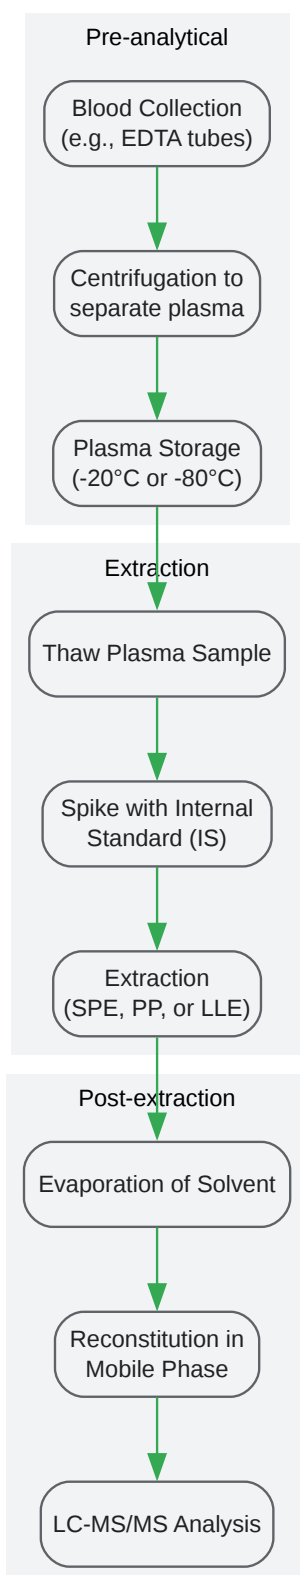 Pre-analytical
Blood Collection
(e.g., EDTA tubes)
Centrifugation to
separate plasma
Plasma Storage
(-20°C or -80°C)
Extraction
Thaw Plasma Sample
Spike with Internal
Standard (IS)
Extraction
(SPE, PP, or LLE)
Post-extraction
Evaporation of Solvent
Reconstitution in
Mobile Phase
LC-MS/MS Analysis